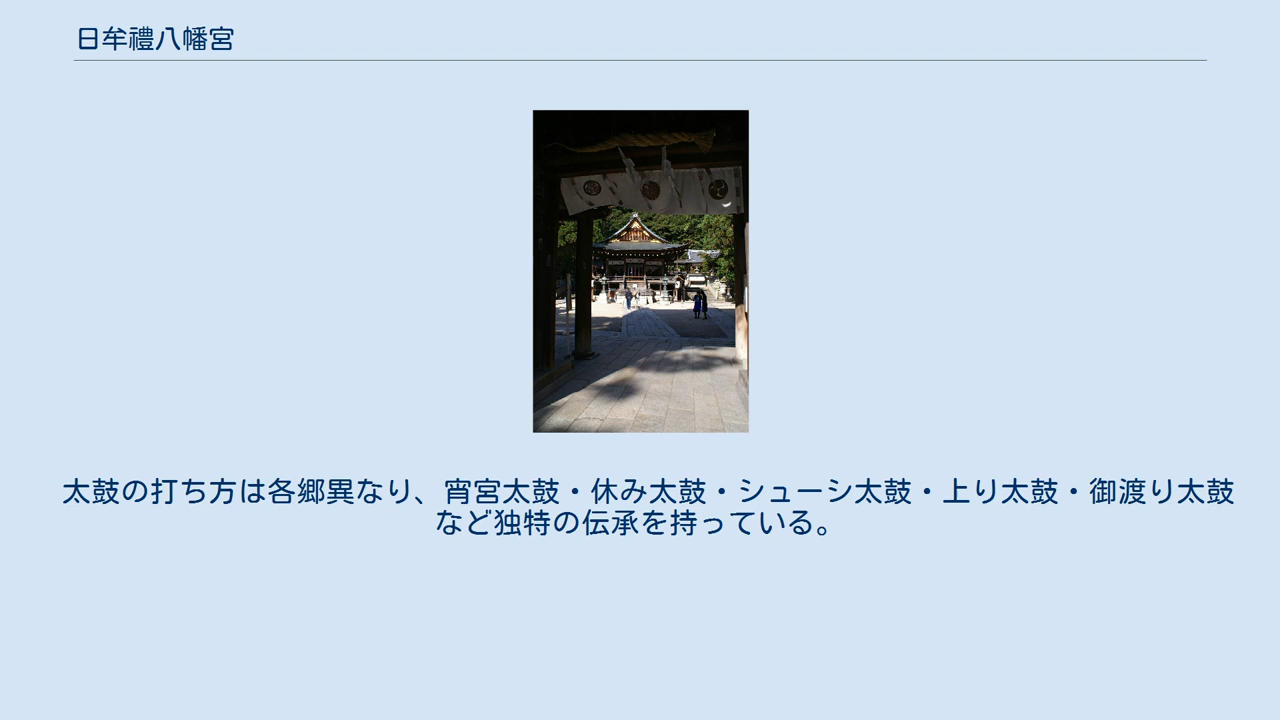 日牟禮八幡宮
太鼓の打ち方は各郷異なり、宵宮太鼓・休み太鼓・シューシ太鼓・上り太鼓・御渡り太鼓
など独特の伝承を持っている。